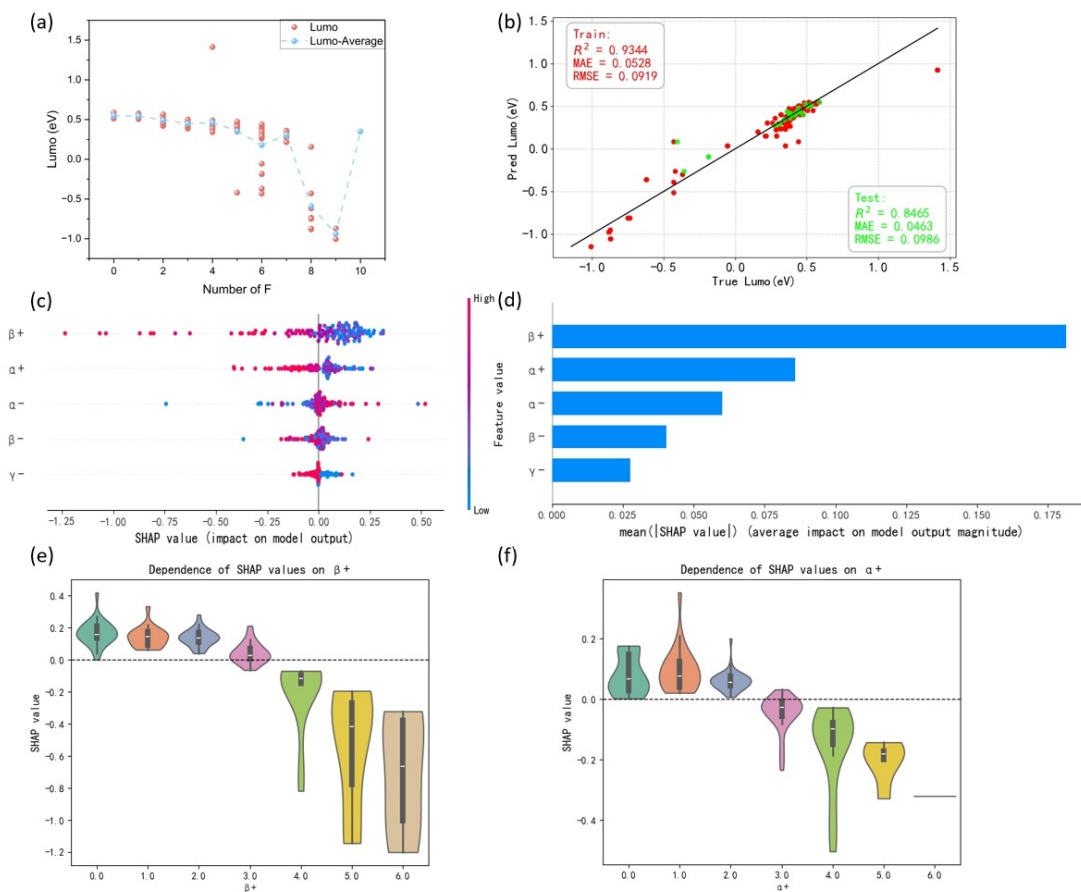 (a)
Lumo
Lumo-Average
Lumo (eV)
1.5
1.0
0.5
0.0
-0.5
-1.0
0 2 4 6 8 10
Number of F
(b)
Train:
R² = 0.9344
MAE = 0.0528
RMSE = 0.0919
Test:
R² = 0.8465
MAE = 0.0463
RMSE = 0.0986
Pred Lumo(eV)
1.5
1.0
0.5
0.0
-0.5
-1.0
-1.0 -0.5 0.0 0.5 1.0 1.5
True Lumo(eV)
(c)
High
Low
Feature value
β+
α+
α-
β-
γ-
-1.25 -1.00 -0.75 -0.50 -0.25 0.00 0.25 0.50
SHAP value (impact on model output)
(d)
β+
α+
α-
β-
γ-
0.000 0.025 0.050 0.075 0.100 0.125 0.150 0.175
mean(|SHAP value|) (average impact on model output magnitude)
(e)
Dependence of SHAP values on β+
SHAP value
0.4
0.2
0.0
-0.2
-0.4
-0.6
-0.8
-1.0
-1.2
0.0 1.0 2.0 3.0 4.0 5.0 6.0
β+
(f)
Dependence of SHAP values on α+
SHAP value
0.2
0.0
-0.2
-0.4
0.0 1.0 2.0 3.0 4.0 5.0 6.0
α+